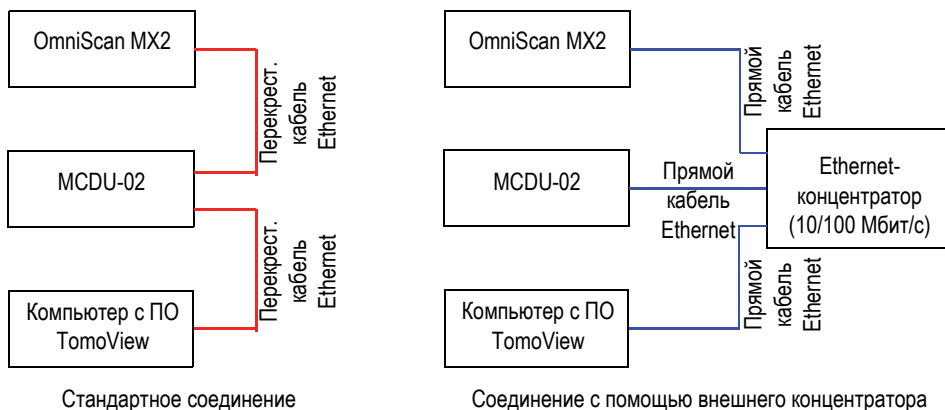 OmniScan MX2
Перекрест.
кабель
Ethernet
MCDU-02
Перекрест.
кабель
Ethernet
Компьютер с ПО
TomoView
Стандартное соединение
OmniScan MX2
Прямой
кабель
Ethernet
MCDU-02
Прямой
кабель
Ethernet
Ethernet-
концентратор
(10/100 Мбит/с)
Прямой
кабель
Ethernet
Компьютер с ПО
TomoView
Соединение с помощью внешнего концентратора